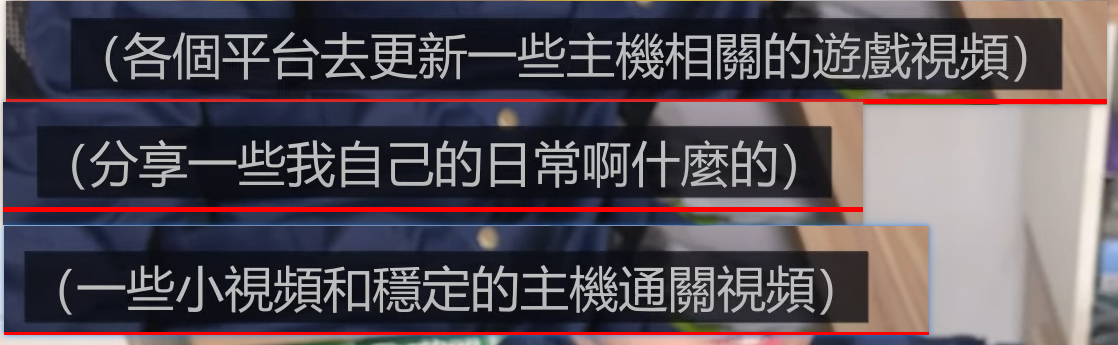 (各個平台去更新一些主機相關的遊戲視頻)
(分享一些我自己的日常啊什麼的)
(一些小視頻和穩定的主機通關視頻)